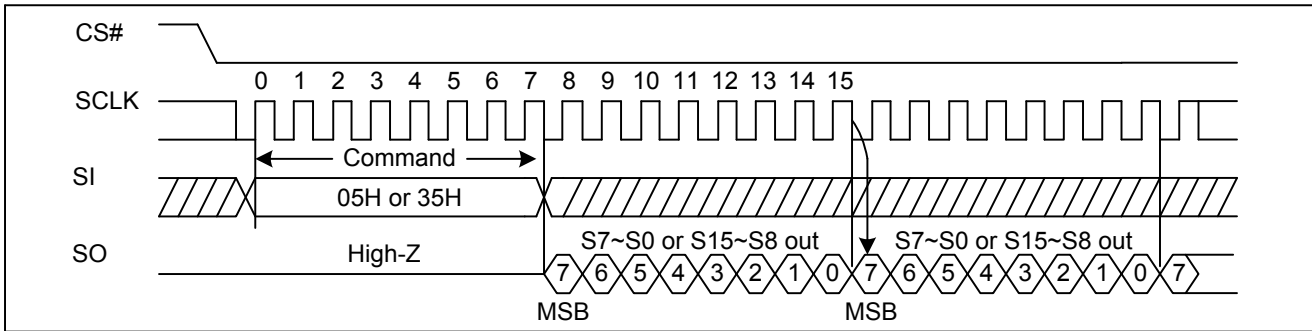 CS#
0 1 2 3 4 5 6 7 8 9 10 11 12 13 14 15
SCLK
Command
SI
05H or 35H
S7~S0 or S15~S8 out S7~S0 or S15~S8 out
SO
High-Z
7 6 5 4 3 2 1 0 7 6 5 4 3 2 1 0 7
MSB MSB